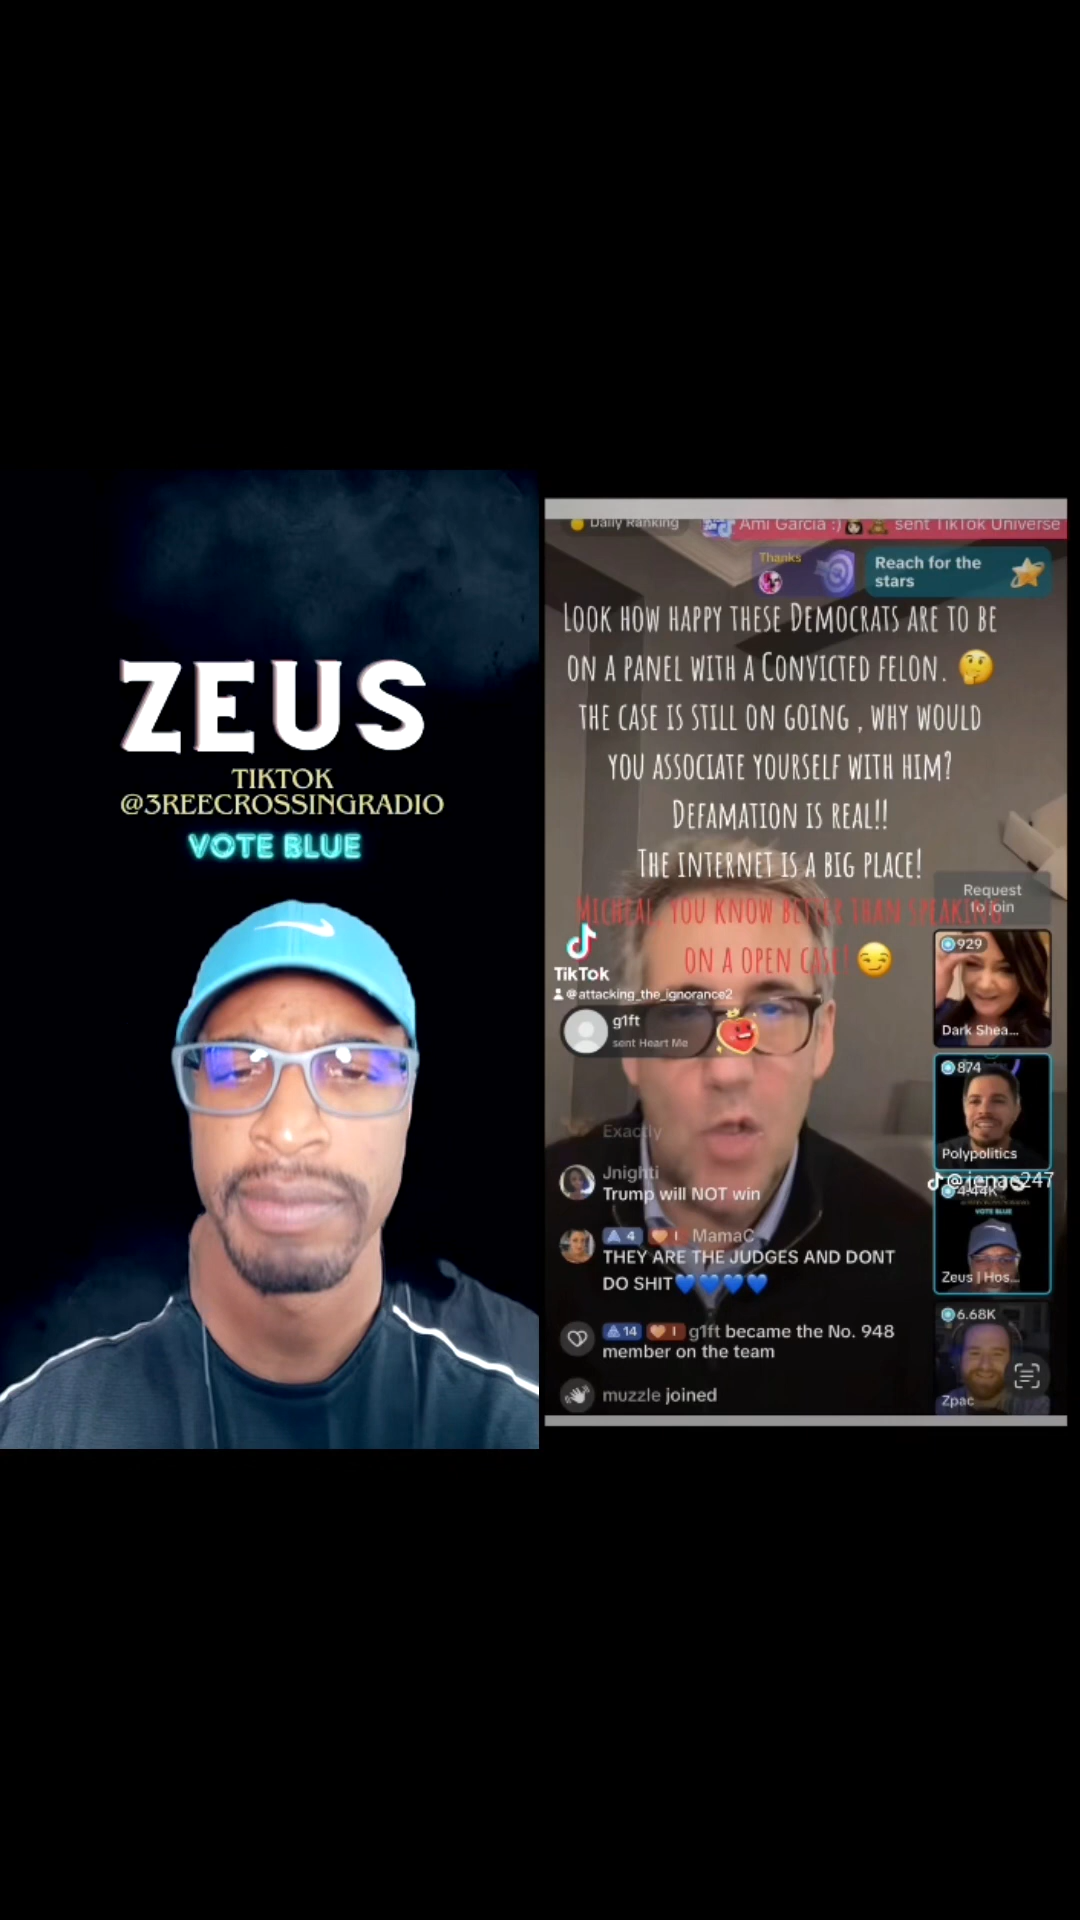 ZEUS
TIKTOK
@3REECROSSINGRADIO
VOTE BLUE
Daily Ranking
Ami Garcia :) sent TikTok Universe
Thanks
Reach for the
stars
LOOK HOW HAPPY THESE DEMOCRATS ARE TO BE
ON A PANEL WITH A CONVICTED FELON. 🤔
THE CASE IS STILL ON GOING , WHY WOULD
YOU ASSOCIATE YOURSELF WITH HIM?
DEFAMATION IS REAL!!
THE INTERNET IS A BIG PLACE!
MICHEAL, YOU KNOW BETTER THAN SPEAKING
ON A OPEN CASE! 😏
Request
to join
TikTok
@attacking_the_ignorance2
g1ft
sent Heart Me
Exactly
Jnighti
Trump will NOT win
4 I MamaC
THEY ARE THE JUDGES AND DONT
DO SHIT💙💙💙💙
14 I g1ft became the No. 948
member on the team
muzzle joined
929
Dark Shea...
874
Polypolitics
4.44K
VOTE BLUE
Zeus | Hos...
6.68K
Zpac